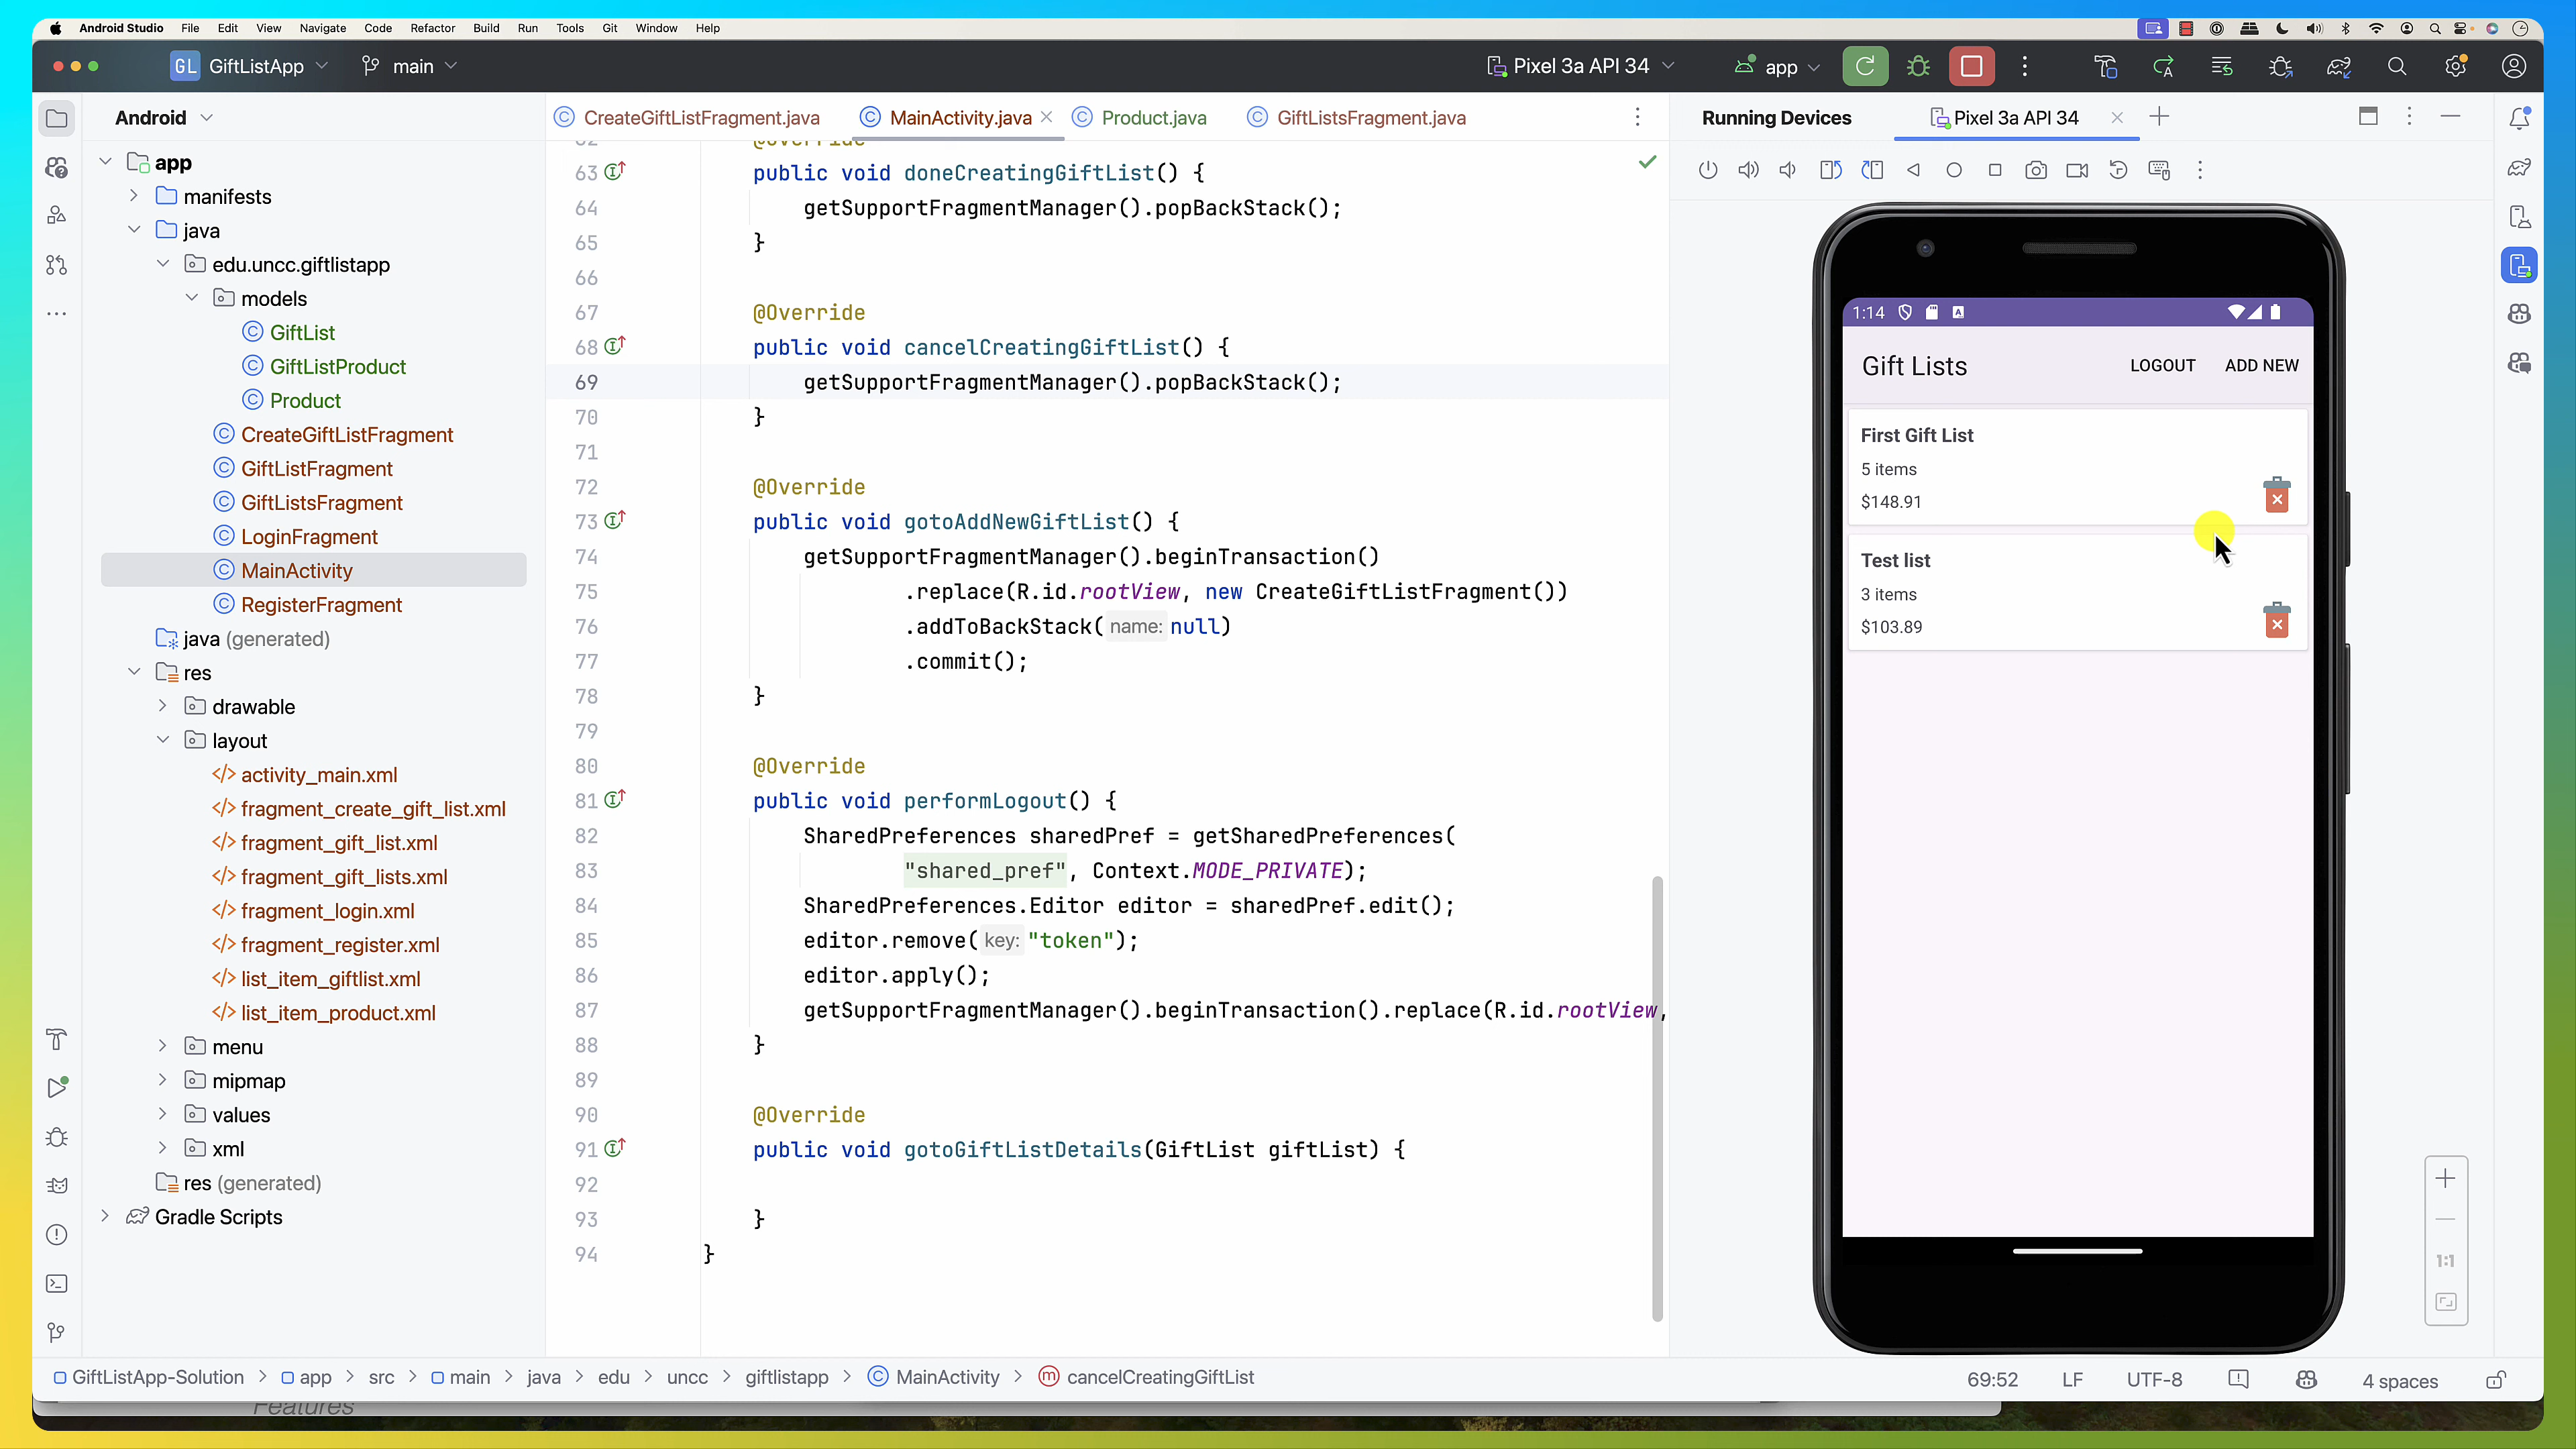 Android Studio File Edit View Navigate Code Refactor Build Run Tools Git Window Help
GL GiftListApp main Pixel 3a API 34 app
Android
app
manifests
java
edu.uncc.giftlistapp
models
GiftList
GiftListProduct
Product
CreateGiftListFragment
GiftListFragment
GiftListsFragment
LoginFragment
MainActivity
RegisterFragment
java (generated)
res
drawable
layout
activity_main.xml
fragment_create_gift_list.xml
fragment_gift_list.xml
fragment_gift_lists.xml
fragment_login.xml
fragment_register.xml
list_item_giftlist.xml
list_item_product.xml
menu
mipmap
values
xml
res (generated)
Gradle Scripts
CreateGiftListFragment.java MainActivity.java Product.java GiftListsFragment.java
62 @Override
63 public void doneCreatingGiftList() {
64 getSupportFragmentManager().popBackStack();
65 }
66
67 @Override
68 public void cancelCreatingGiftList() {
69 getSupportFragmentManager().popBackStack();
70 }
71
72 @Override
73 public void gotoAddNewGiftList() {
74 getSupportFragmentManager().beginTransaction()
75 .replace(R.id.rootView, new CreateGiftListFragment())
76 .addToBackStack( name: null)
77 .commit();
78 }
79
80 @Override
81 public void performLogout() {
82 SharedPreferences sharedPref = getSharedPreferences(
83 "shared_pref", Context.MODE_PRIVATE);
84 SharedPreferences.Editor editor = sharedPref.edit();
85 editor.remove( key: "token");
86 editor.apply();
87 getSupportFragmentManager().beginTransaction().replace(R.id.rootView,
88 }
89
90 @Override
91 public void gotoGiftListDetails(GiftList giftList) {
92
93 }
94 }
Running Devices Pixel 3a API 34
1:14
Gift Lists LOGOUT ADD NEW
First Gift List
5 items
$148.91
Test list
3 items
$103.89
1:1
GiftListApp-Solution app src main java edu uncc giftlistapp MainActivity cancelCreatingGiftList 69:52 LF UTF-8 4 spaces
Features